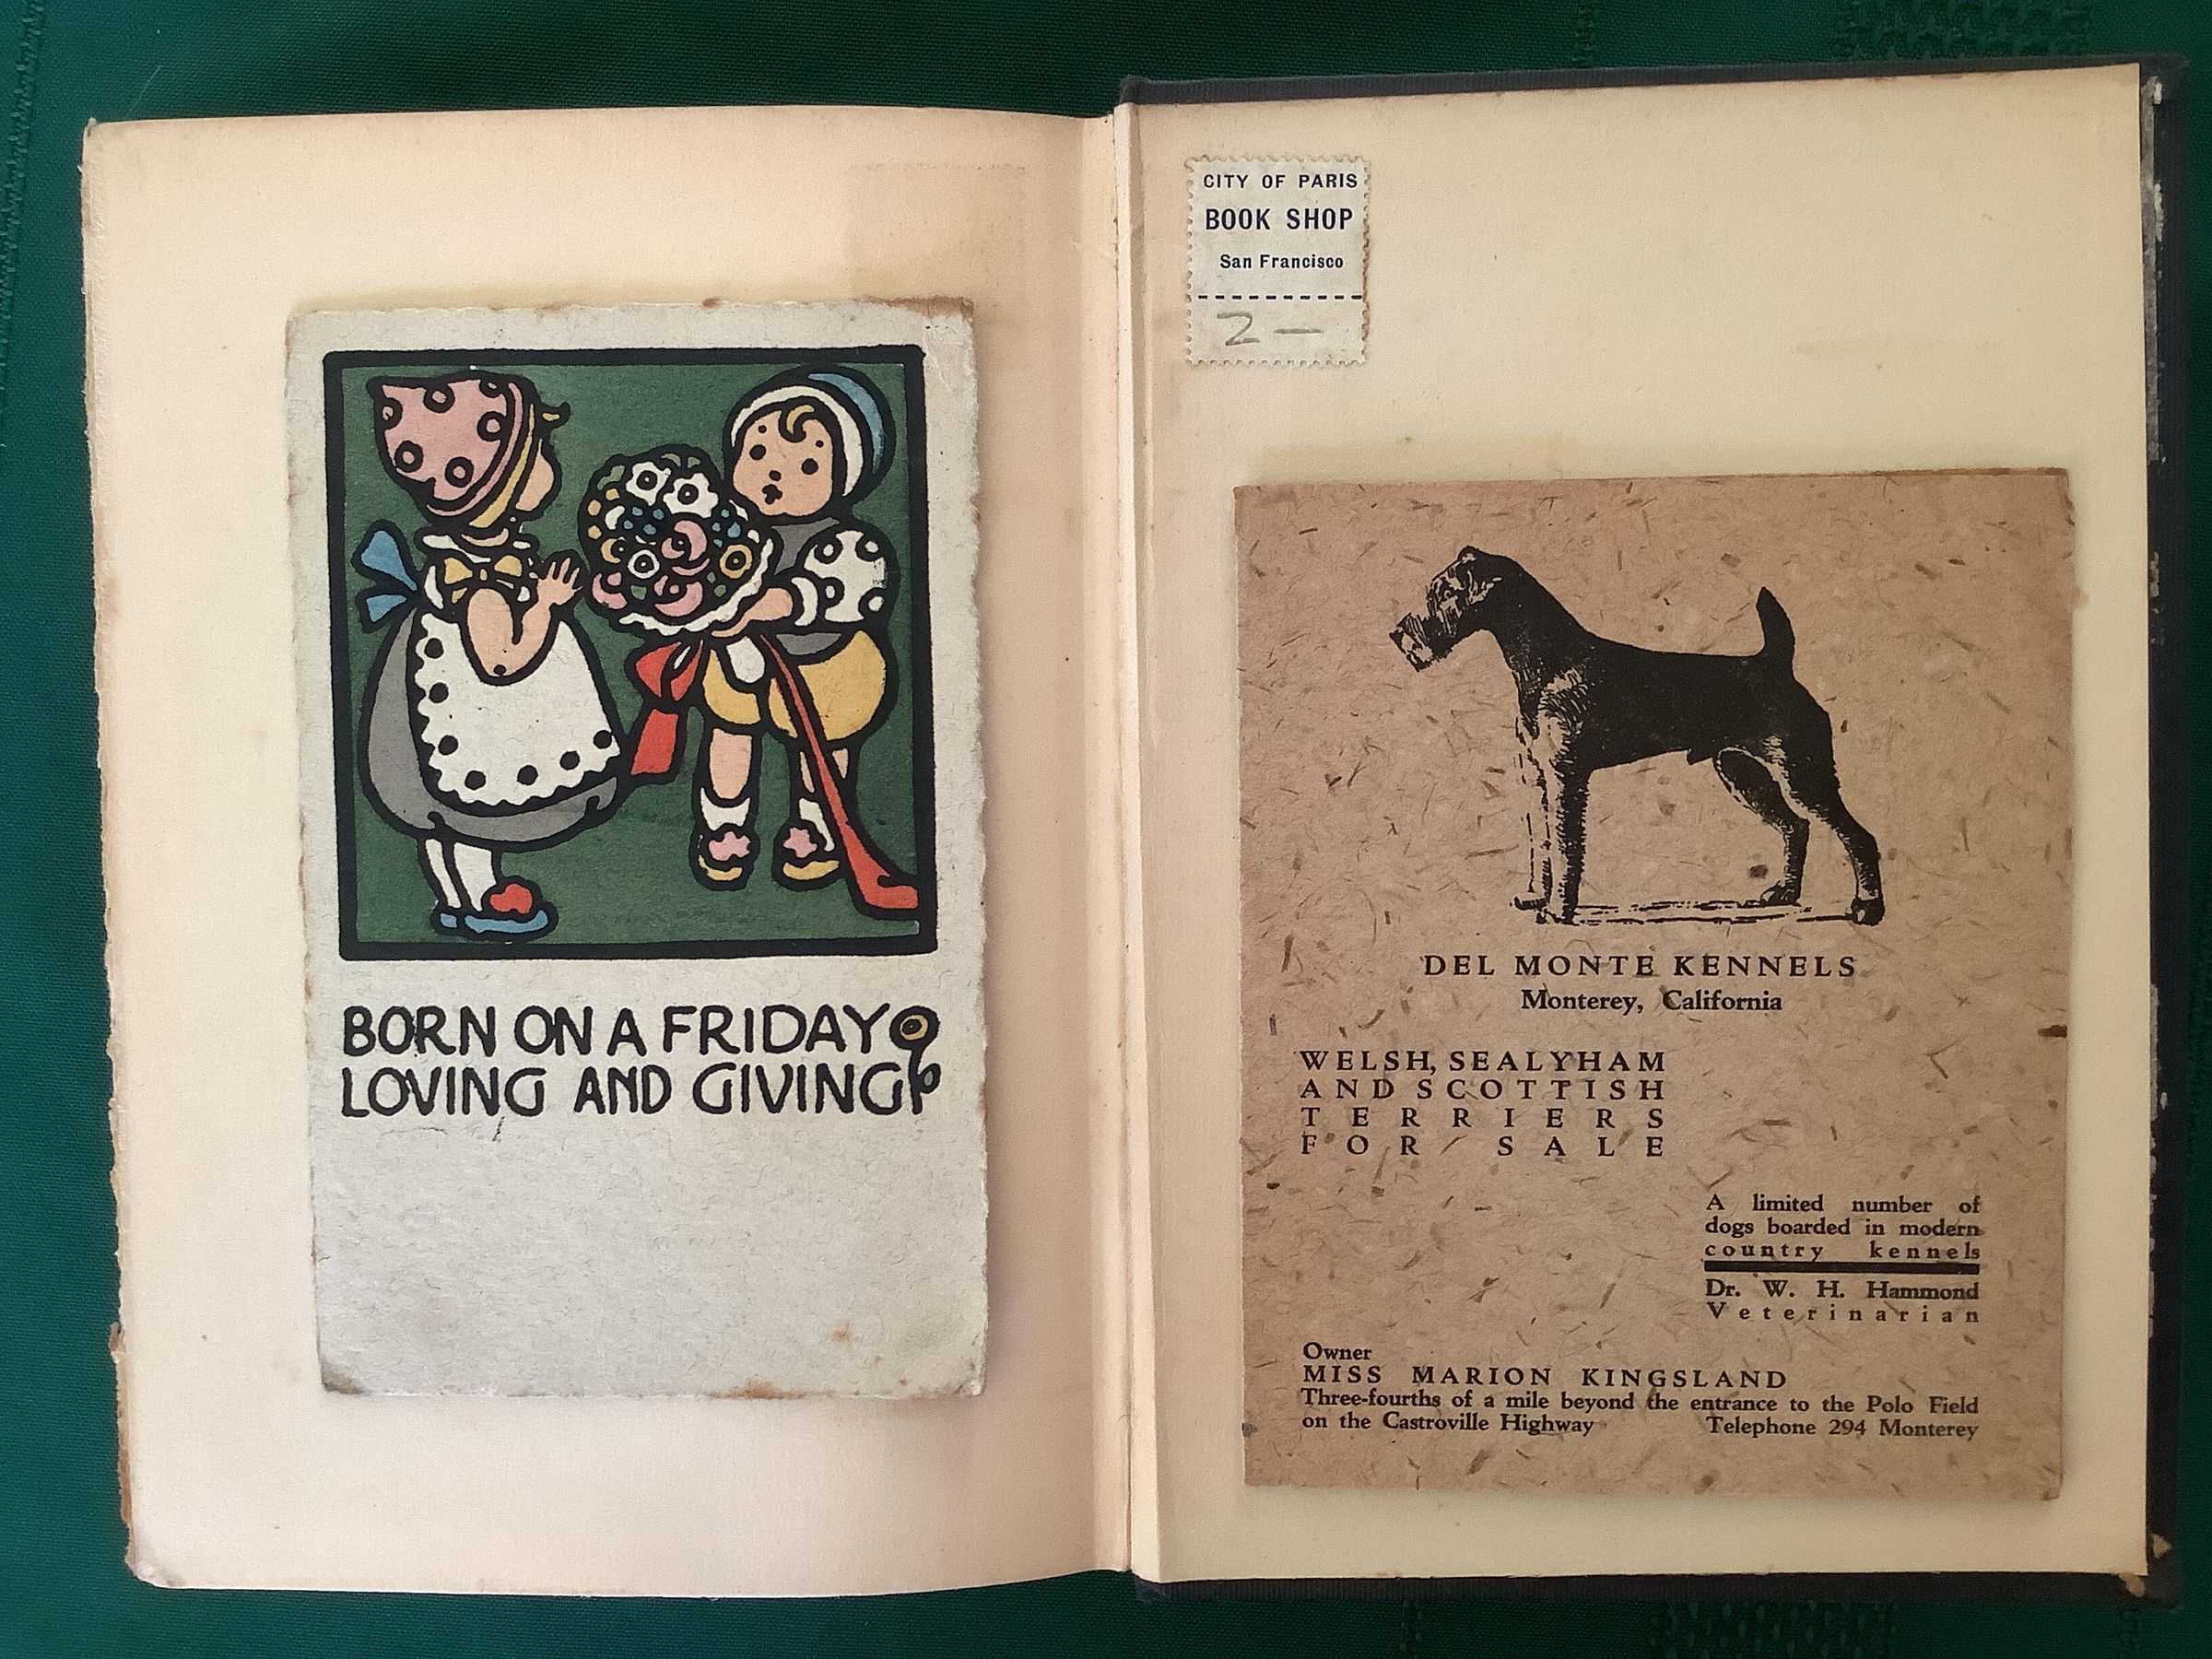 BORN ON A FRIDAY
LOVING AND GIVING
CITY OF PARIS
BOOK SHOP
San Francisco
2 —
DEL MONTE KENNELS
Monterey, California
WELSH, SEALYHAM
AND SCOTTISH
TERRIERS
FOR SALE
A limited number of
dogs boarded in modern
country kennels
Dr. W. H. Hammond
Veterinarian
Owner
MISS MARION KINGSLAND
Three-fourths of a mile beyond the entrance to the Polo Field
on the Castroville Highway Telephone 294 Monterey